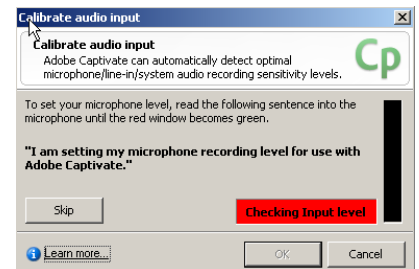 Calibrate audio input
Calibrate audio input
Adobe Captivate can automatically detect optimal
microphone/line-in/system audio recording sensitivity levels.
Cp
To set your microphone level, read the following sentence into the
microphone until the red window becomes green.
"I am setting my microphone recording level for use with
Adobe Captivate."
Skip
Checking Input level
Learn more...
OK
Cancel